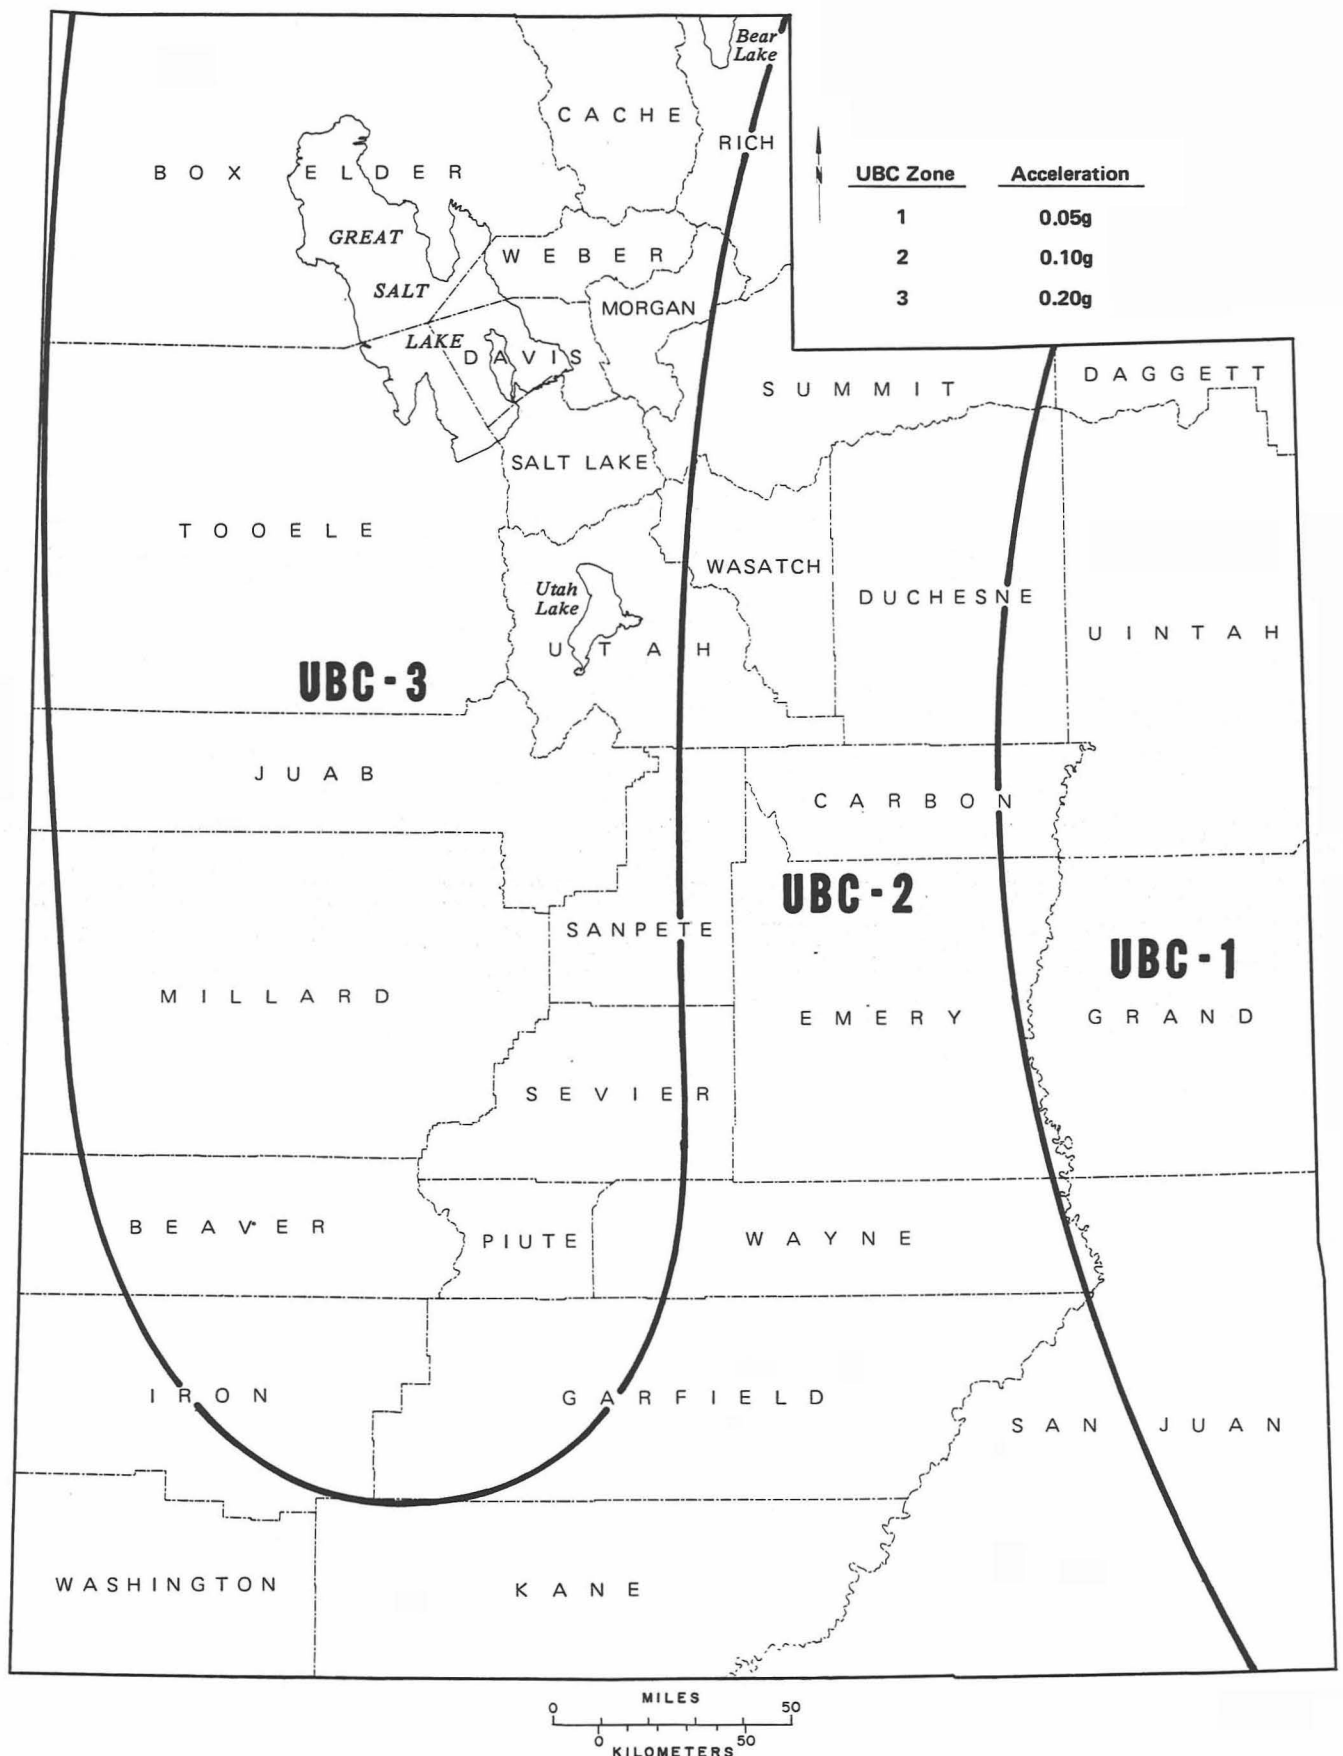 Bear
Lake
CACHE
RICH
UBC Zone Acceleration
1 0.05g
2 0.10g
3 0.20g
N
BOX ELDER
GREAT
SALT
LAKE
WEBER
MORGAN
DAVIS
SUMMIT
DAGGETT
SALT LAKE
TOOELE
WASATCH
Utah
Lake
DUCHESNE
UINTAH
UTAH
UBC-3
JUAB
CARBON
UBC-2
SANPETE
UBC-1
MILLARD
EMERY
GRAND
SEVIER
BEAVER
PIUTE
WAYNE
IRON
GARFIELD
SAN JUAN
WASHINGTON
KANE
MILES
0 50
0 50
KILOMETERS